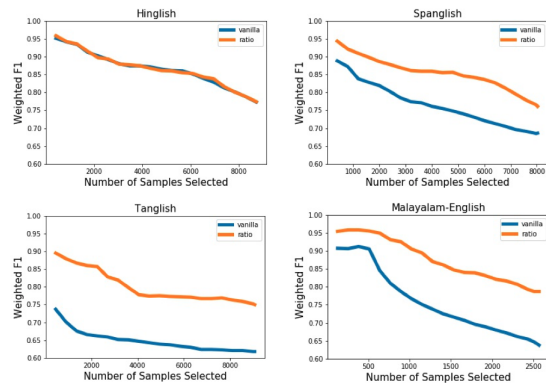 Hinglish
1.00
0.95
0.90
0.85
0.80
0.75
0.70
0.65
0.60
Weighted F1
vanilla
ratio
2000 4000 6000 8000
Number of Samples Selected
Spanglish
1.00
0.95
0.90
0.85
0.80
0.75
0.70
0.65
0.60
Weighted F1
vanilla
ratio
1000 2000 3000 4000 5000 6000 7000 8000
Number of Samples Selected
Tanglish
1.00
0.95
0.90
0.85
0.80
0.75
0.70
0.65
0.60
Weighted F1
vanilla
ratio
2000 4000 6000 8000
Number of Samples Selected
Malayalam-English
1.00
0.95
0.90
0.85
0.80
0.75
0.70
0.65
0.60
Weighted F1
vanilla
ratio
500 1000 1500 2000 2500
Number of Samples Selected